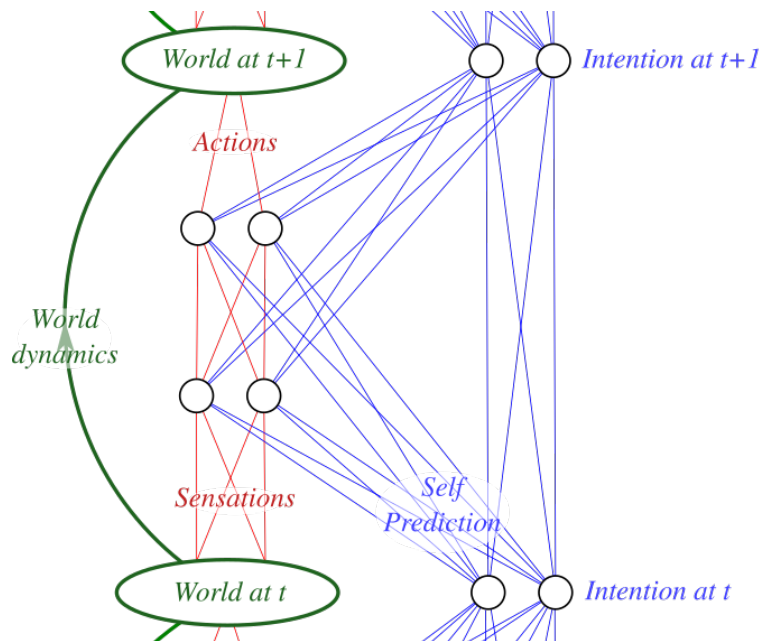 World at t+1
Intention at t+1
Actions
World
dynamics
Sensations
Self
Prediction
World at t
Intention at t